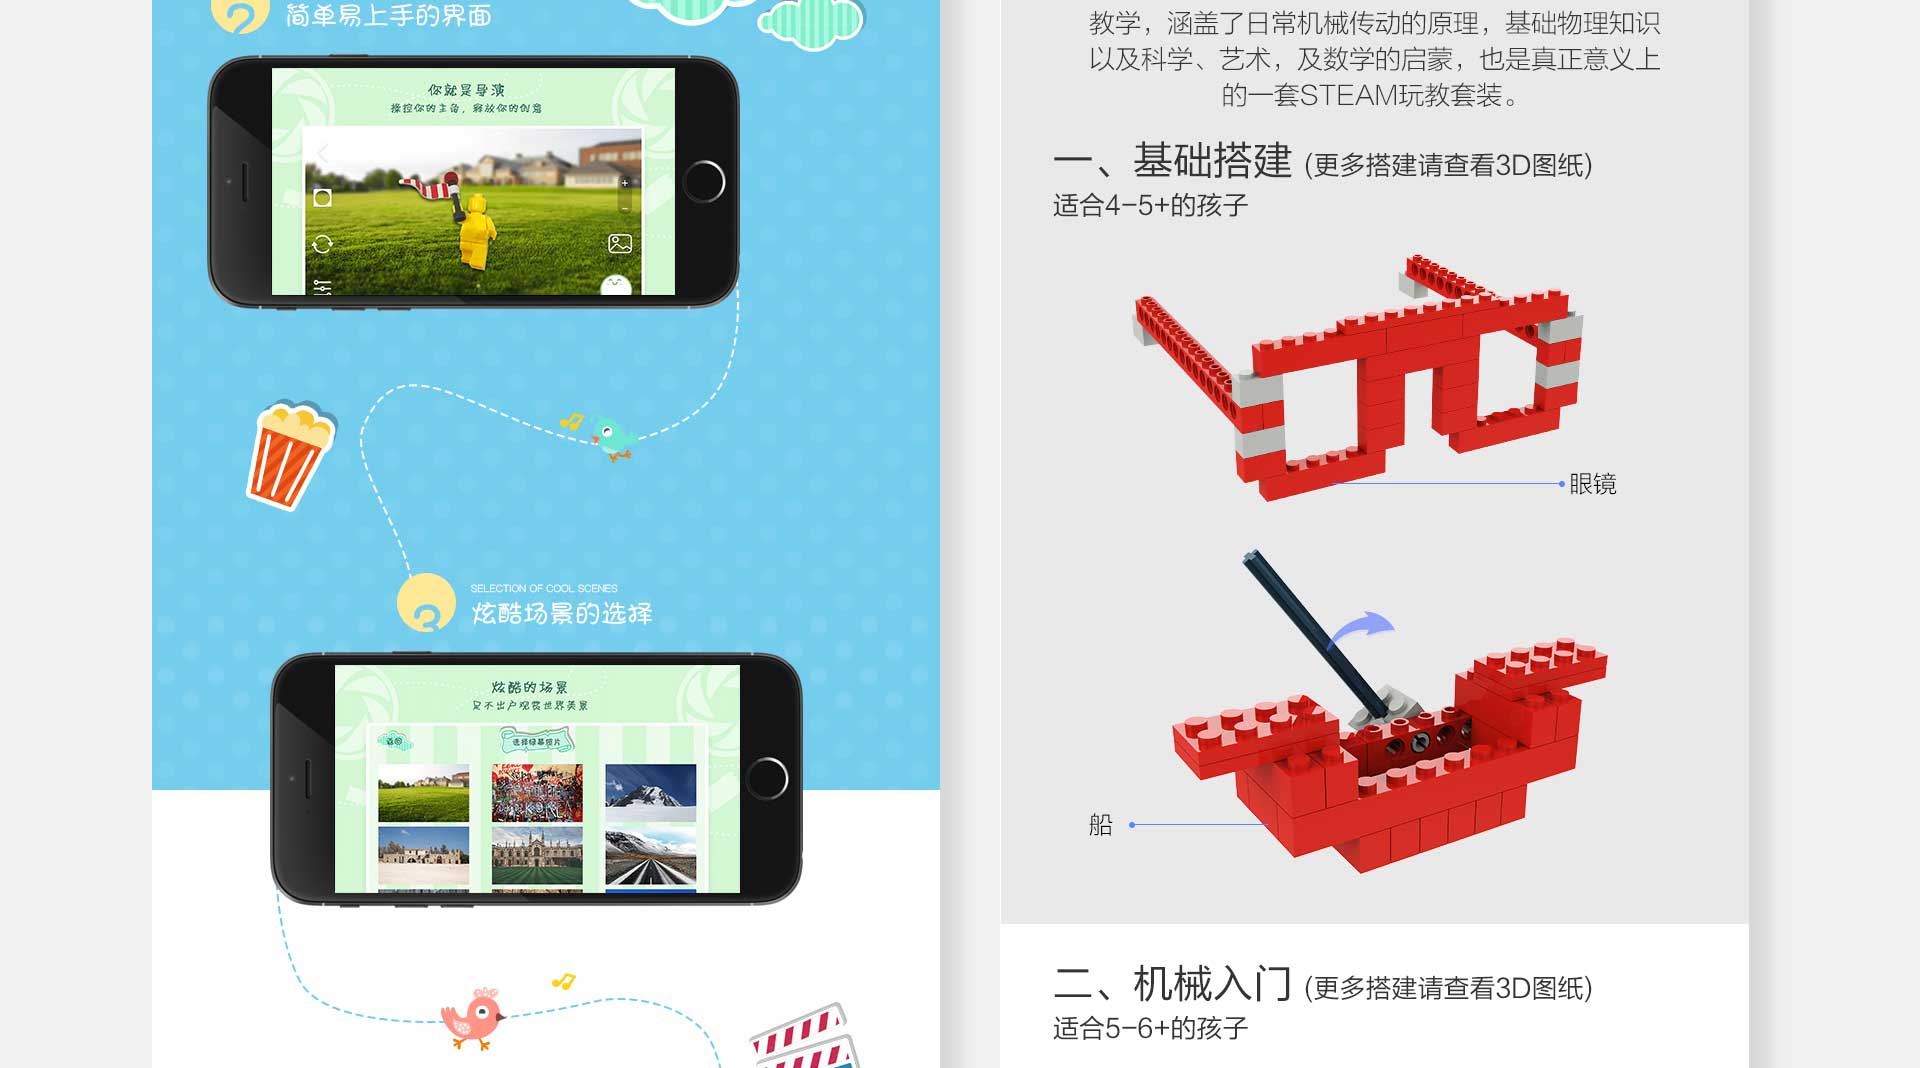 简单易上手的界面
你就是导演
操控你的主角，释放你的创意
SELECTION OF COOL SCENES
炫酷场景的选择
炫酷的场景
足不出户观赏世界美景
返回
选择绿幕照片
教学，涵盖了日常机械传动的原理，基础物理知识
以及科学、艺术，及数学的启蒙，也是真正意义上
的一套STEAM玩教套装。
一、基础搭建 (更多搭建请查看3D图纸)
适合4-5+的孩子
眼镜
船
二、机械入门 (更多搭建请查看3D图纸)
适合5-6+的孩子